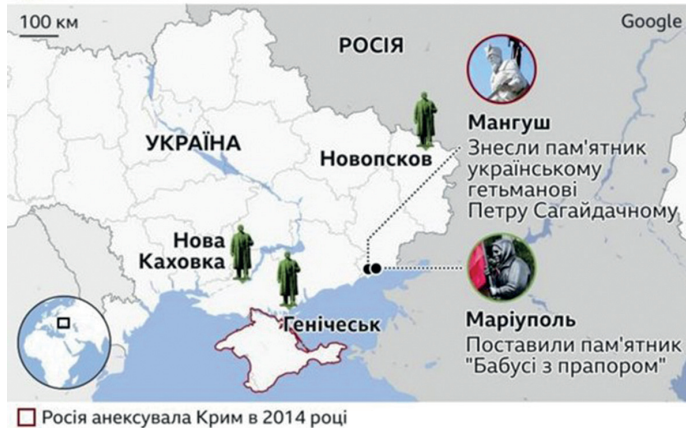 100 км
Google
РОСІЯ
УКРАЇНА
Новопсков
Мангуш
Знесли пам'ятник
українському
гетьманові
Петру Сагайдачному
Нова
Каховка
Генічеськ
Маріуполь
Поставили пам'ятник
"Бабусі з прапором"
Росія анексувала Крим в 2014 році